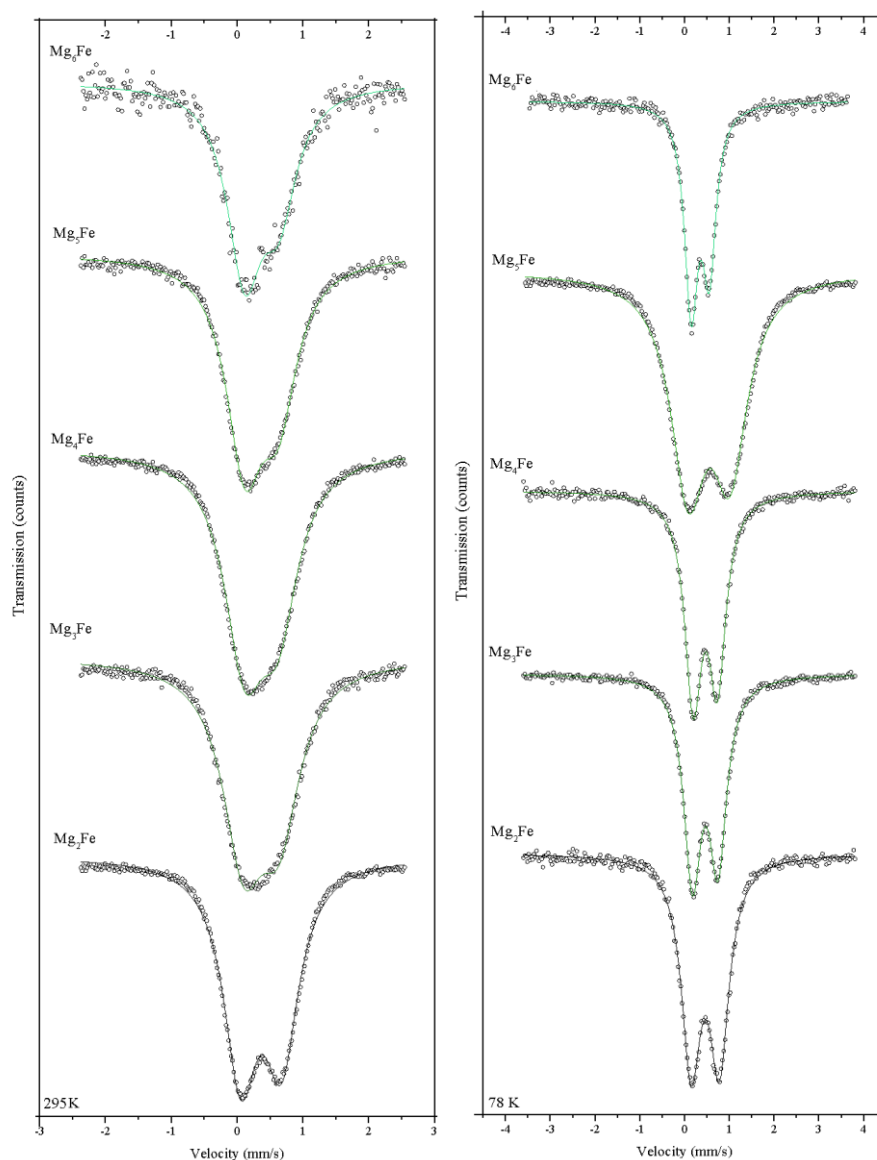 -2 -1 0 1 2
Mg₆Fe
Mg₅Fe
Mg₄Fe
Mg₃Fe
Mg₂Fe
295K
-3 -2 -1 0 1 2 3
Velocity (mm/s)
Transmission (counts)
-4 -3 -2 -1 0 1 2 3 4
Mg₆Fe
Mg₅Fe
Mg₄Fe
Mg₃Fe
Mg₂Fe
78 K
-4 -3 -2 -1 0 1 2 3 4
Velocity (mm/s)
Transmission (counts)